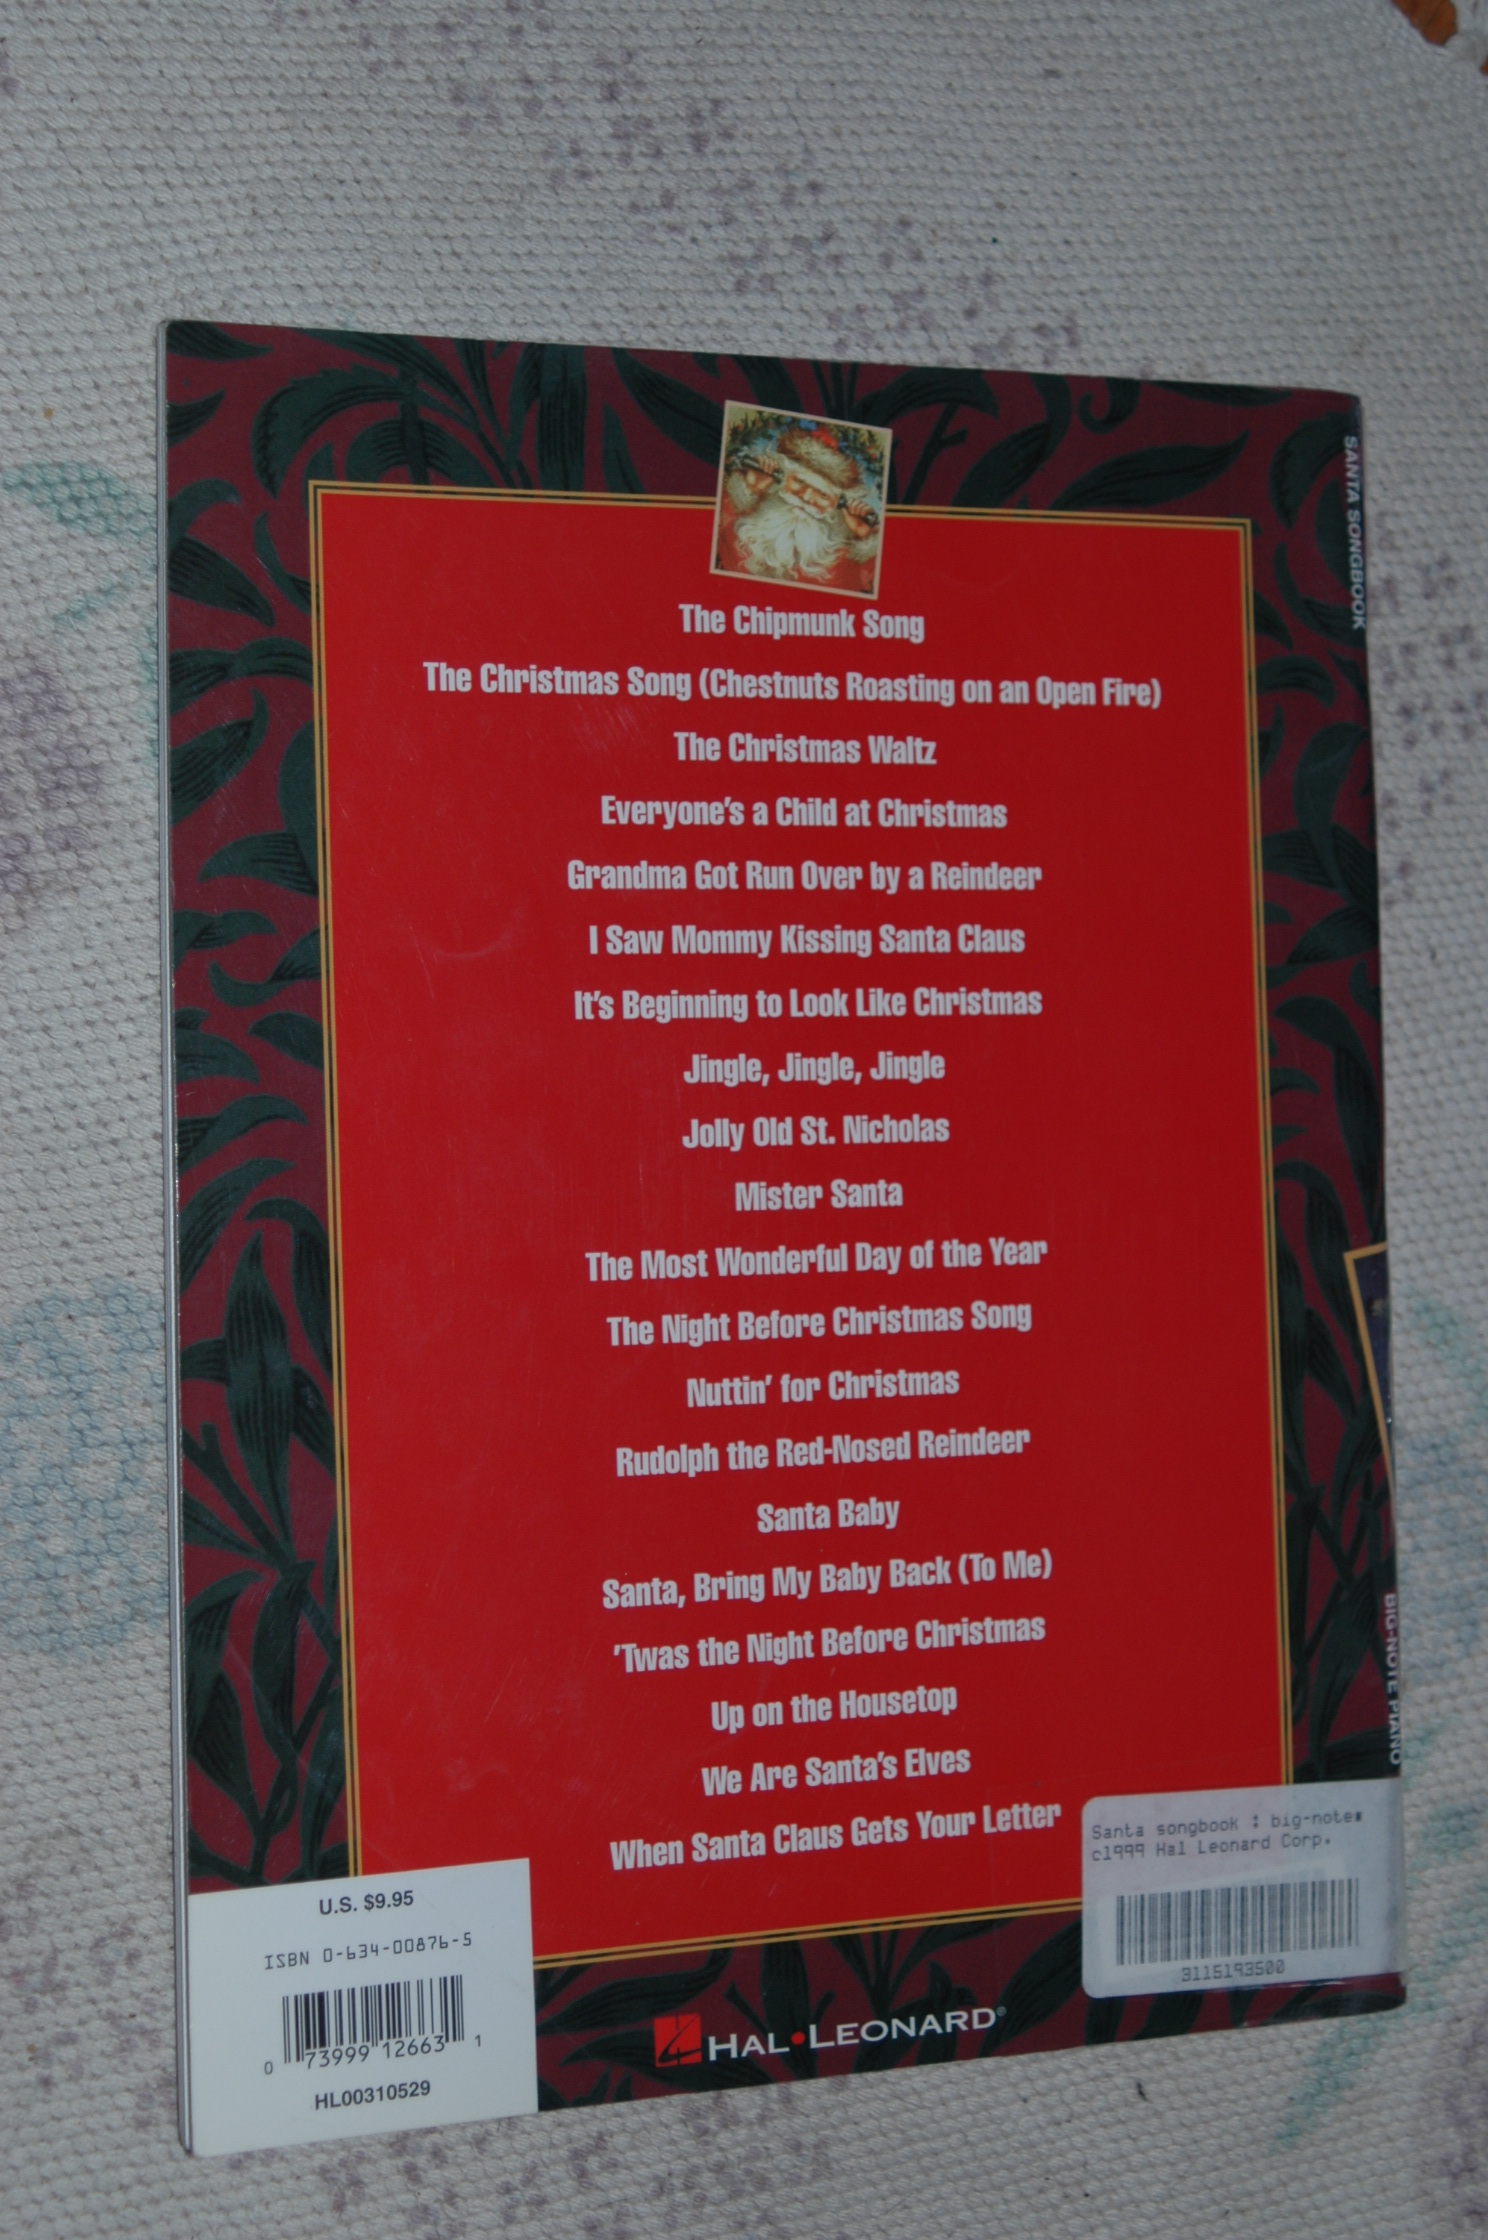 SANTA SONGBOOK
The Chipmunk Song
The Christmas Song (Chestnuts Roasting on an Open Fire)
The Christmas Waltz
Everyone's a Child at Christmas
Grandma Got Run Over by a Reindeer
I Saw Mommy Kissing Santa Claus
It's Beginning to Look Like Christmas
Jingle, Jingle, Jingle
Jolly Old St. Nicholas
Mister Santa
The Most Wonderful Day of the Year
The Night Before Christmas Song
Nuttin' for Christmas
Rudolph the Red-Nosed Reindeer
Santa Baby
Santa, Bring My Baby Back (To Me)
'Twas the Night Before Christmas
Up on the Housetop
We Are Santa's Elves
When Santa Claus Gets Your Letter
BIG-NOTE PIANO
Santa songbook : big-note
c1999 Hal Leonard Corp.
3115193500
U.S. $9.95
ISBN 0-634-00876-5
0 73999 12663 1
HL00310529
HAL•LEONARD®